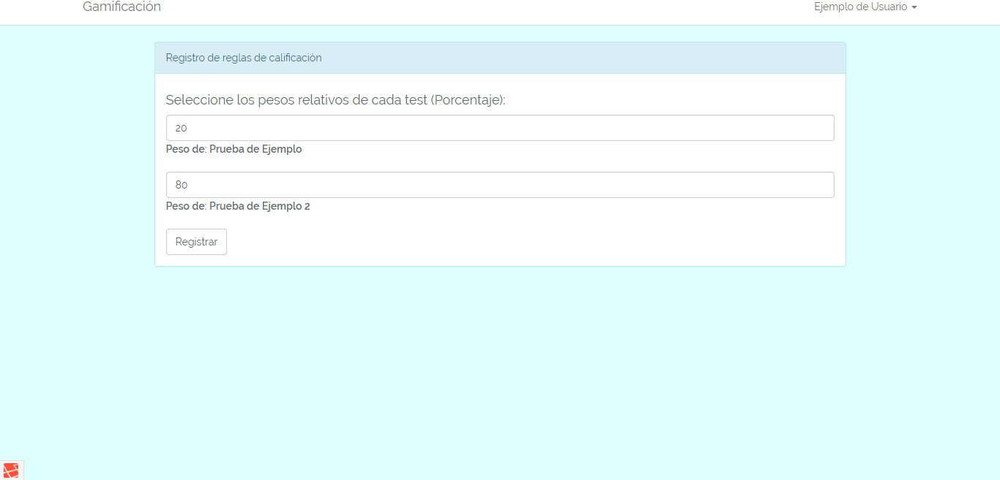 Gamificación
Ejemplo de Usuario
Registro de reglas de calificación
Seleccione los pesos relativos de cada test (Porcentaje):
20
Peso de: Prueba de Ejemplo
80
Peso de: Prueba de Ejemplo 2
Registrar